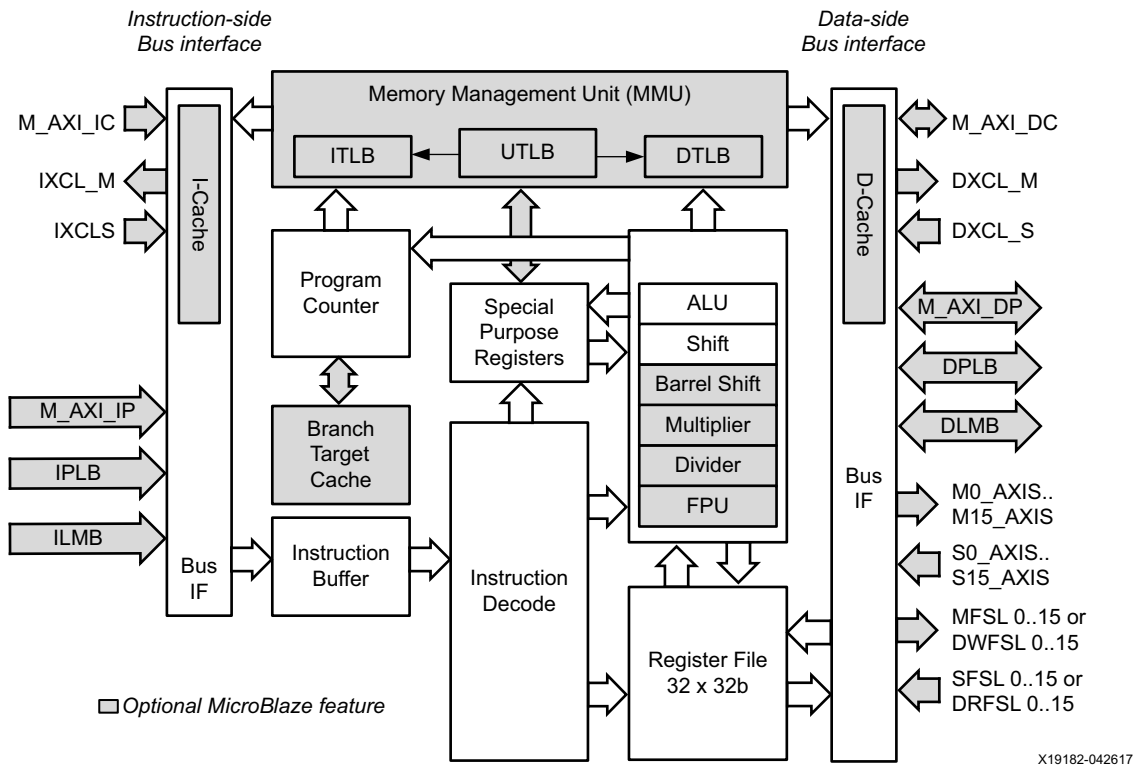 Instruction-side
Bus interface
Data-side
Bus interface
Memory Management Unit (MMU)
ITLB
UTLB
DTLB
M_AXI_IC
IXCL_M
IXCLS
I-Cache
D-Cache
M_AXI_DC
DXCL_M
DXCL_S
Program
Counter
Special
Purpose
Registers
ALU
Shift
Barrel Shift
Multiplier
Divider
FPU
M_AXI_DP
DPLB
DLMB
M_AXI_IP
IPLB
ILMB
Branch
Target
Cache
Bus
IF
Instruction
Buffer
Instruction
Decode
Register File
32 x 32b
Bus
IF
M0_AXIS..
M15_AXIS
S0_AXIS..
S15_AXIS
MFSL 0..15 or
DWFSL 0..15
SFSL 0..15 or
DRFSL 0..15
Optional MicroBlaze feature
X19182-042617